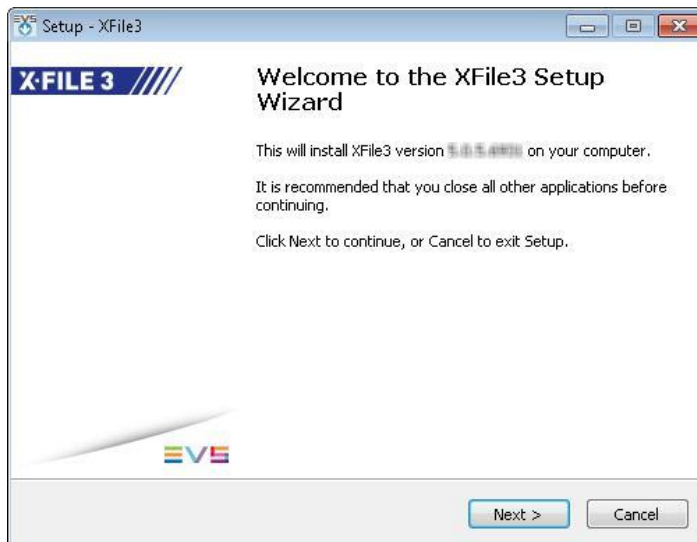 Setup - XFile3
X-FILE 3
Welcome to the XFile3 Setup
Wizard
This will install XFile3 version on your computer.
It is recommended that you close all other applications before
continuing.
Click Next to continue, or Cancel to exit Setup.
EVS
Next >
Cancel